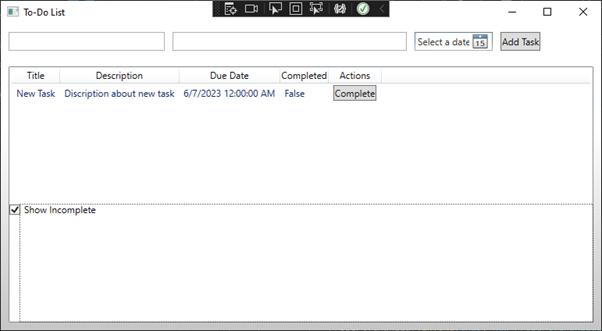 To-Do List
Select a date 15 Add Task
Title Description Due Date Completed Actions
New Task Discription about new task 6/7/2023 12:00:00 AM False Complete
Show Incomplete